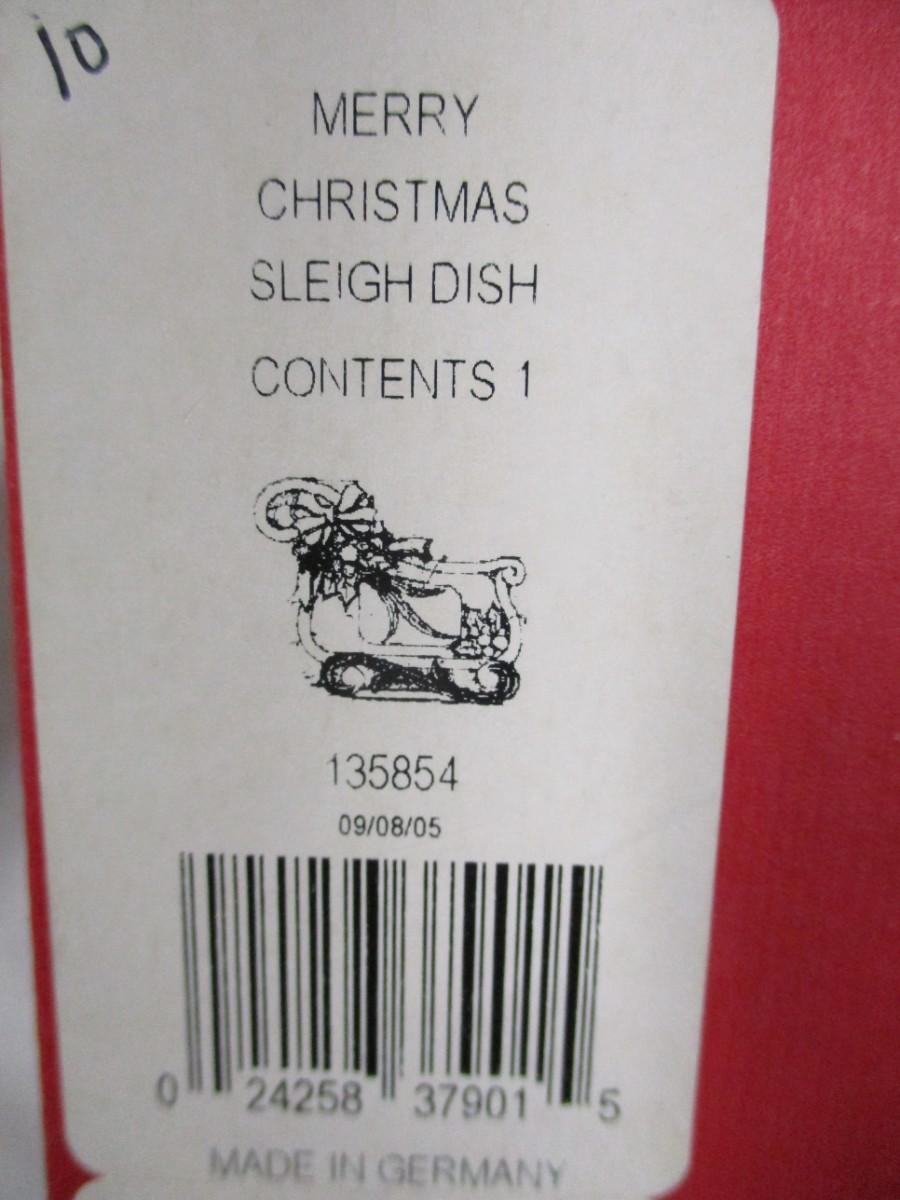 10
MERRY
CHRISTMAS
SLEIGH DISH
CONTENTS 1
135854
09/08/05
0 24258 37901 5
MADE IN GERMANY